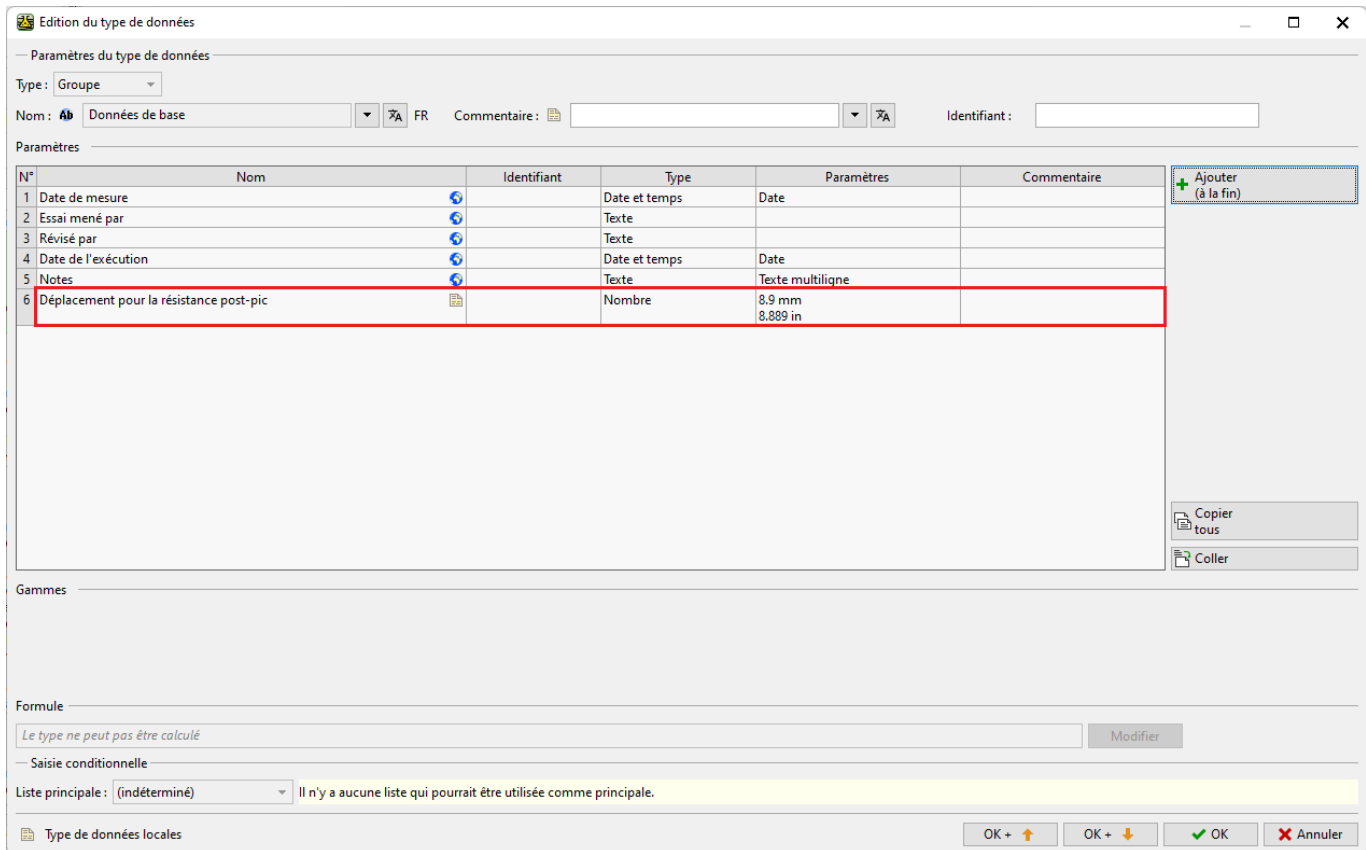 Edition du type de données
Paramètres du type de données
Type : Groupe
Nom : Ab Données de base FR Commentaire : Identifiant :
Paramètres
N° Nom Identifiant Type Paramètres Commentaire
1 Date de mesure Date et temps Date
2 Essai mené par Texte
3 Révisé par Texte
4 Date de l'exécution Date et temps Date
5 Notes Texte Texte multiligne
6 Déplacement pour la résistance post-pic Nombre 8.9 mm
8.889 in
Ajouter
(à la fin)
Copier
tous
Coller
Gammes
Formule
Le type ne peut pas être calculé Modifier
Saisie conditionnelle
Liste principale : (indéterminé) Il n'y a aucune liste qui pourrait être utilisée comme principale.
Type de données locales OK + OK + OK Annuler